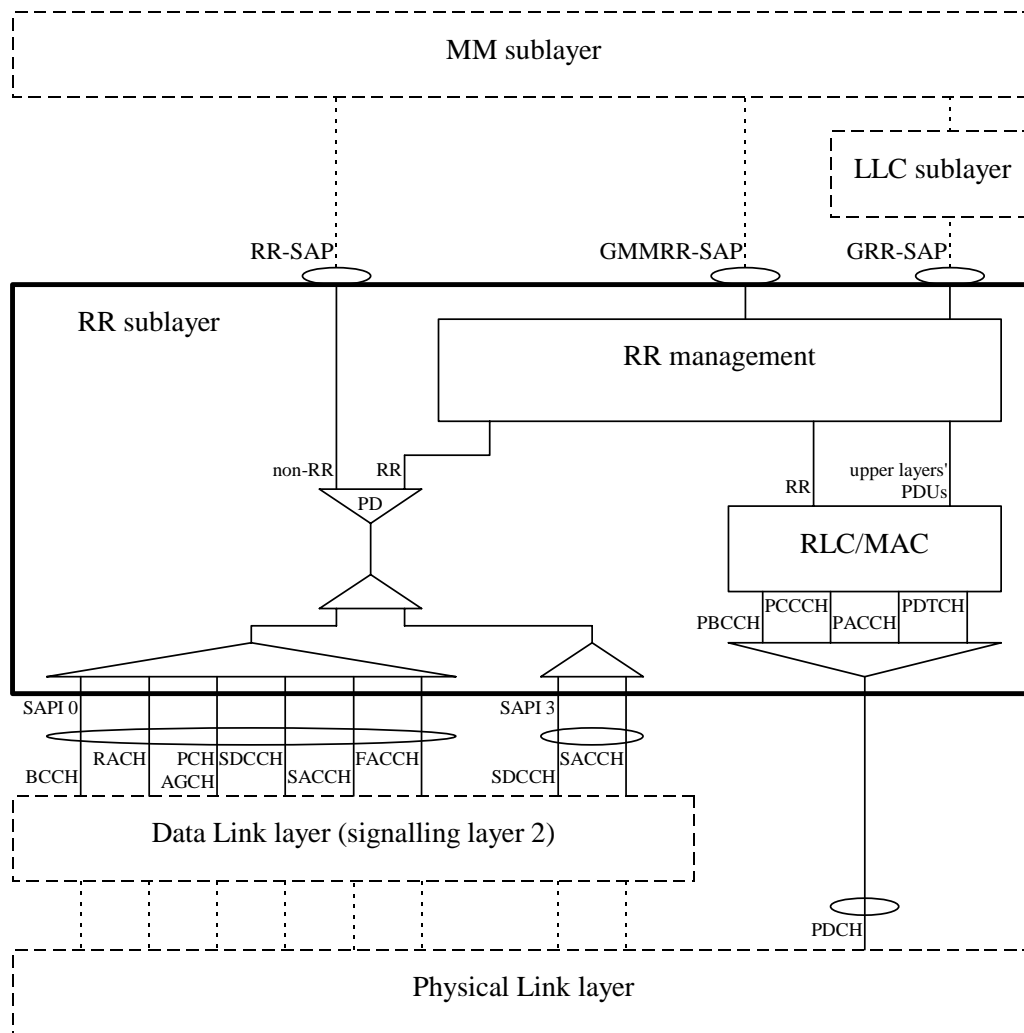 MM sublayer
LLC sublayer
RR-SAP
GMMRR-SAP
GRR-SAP
RR sublayer
RR management
non-RR
RR
PD
RR
upper layers'
PDUs
RLC/MAC
PBCCH
PCCCH
PACCH
PDTCH
SAPI 0
SAPI 3
BCCH
RACH
PCH
AGCH
SDCCH
SACCH
FACCH
SDCCH
SACCH
Data Link layer (signalling layer 2)
PDCH
Physical Link layer